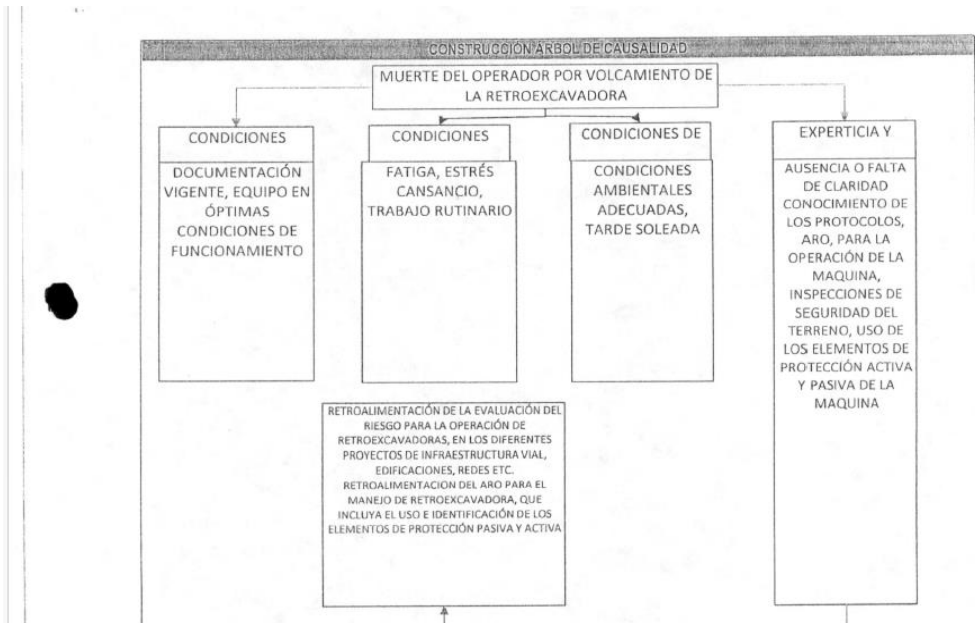 CONSTRUCCIÓN ARBOL DE CAUSALIDAD
MUERTE DEL OPERADOR POR VOLCAMIENTO DE
LA RETROEXCAVADORA
CONDICIONES
DOCUMENTACIÓN
VIGENTE, EQUIPO EN
ÓPTIMAS
CONDICIONES DE
FUNCIONAMIENTO
CONDICIONES
FATIGA, ESTRÉS
CANSANCIO,
TRABAJO RUTINARIO
CONDICIONES DE
CONDICIONES
AMBIENTALES
ADECUADAS,
TARDE SOLEADA
EXPERTICIA Y
AUSENCIA O FALTA
DE CLARIDAD
CONOCIMIENTO DE
LOS PROTOCOLOS,
ARO, PARA LA
OPERACIÓN DE LA
MAQUINA,
INSPECCIONES DE
SEGURIDAD DEL
TERRENO, USO DE
LOS ELEMENTOS DE
PROTECCIÓN ACTIVA
Y PASIVA DE LA
MAQUINA
RETROALIMENTACIÓN DE LA EVALUACIÓN DEL
RIESGO PARA LA OPERACIÓN DE
RETROEXCAVADORAS, EN LOS DIFERENTES
PROYECTOS DE INFRAESTRUCTURA VIAL,
EDIFICACIONES, REDES ETC.
RETROALIMENTACION DEL ARO PARA EL
MANEJO DE RETROEXCAVADORA, QUE
INCLUYA EL USO E IDENTIFICACIÓN DE LOS
ELEMENTOS DE PROTECCIÓN PASIVA Y ACTIVA